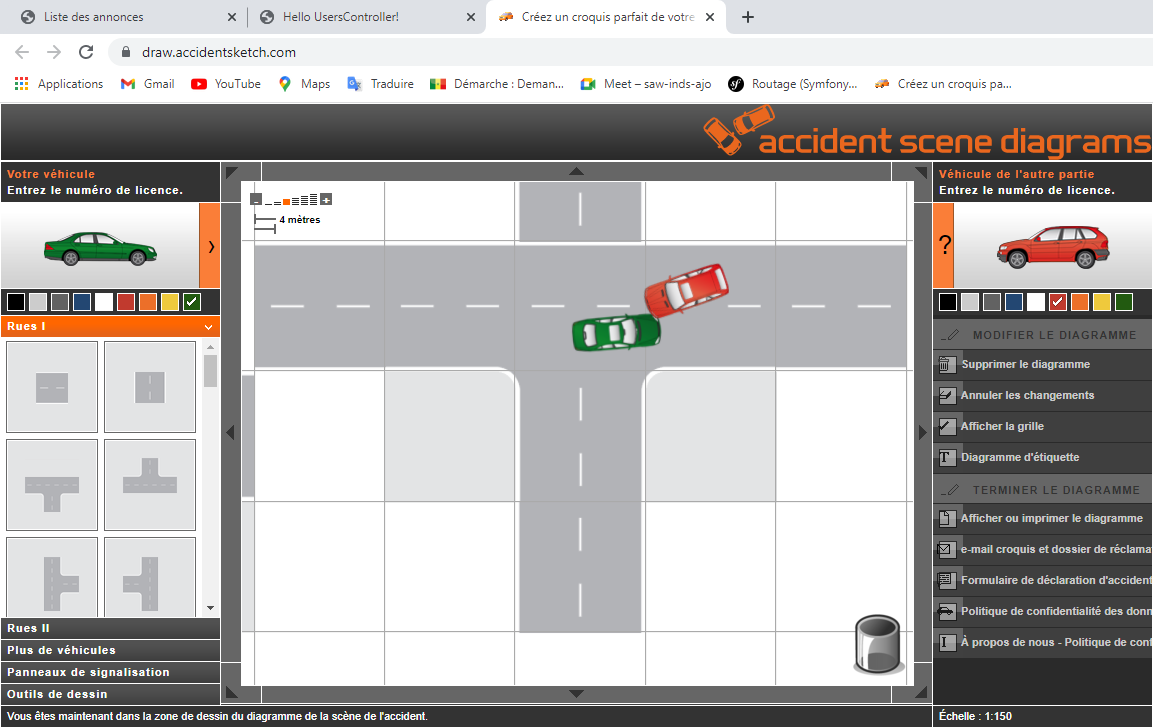 Liste des annonces
Hello UsersController!
Créez un croquis parfait de votre
draw.accidentsketch.com
Applications
Gmail
YouTube
Maps
Traduire
Démarche : Deman...
Meet – saw-inds-ajo
Routage (Symfony...
Créez un croquis pa...
accident scene diagrams
Votre véhicule
Entrez le numéro de licence.
4 mètres
Véhicule de l'autre partie
Entrez le numéro de licence.
?
Rues I
Rues II
Plus de véhicules
Panneaux de signalisation
Outils de dessin
MODIFIER LE DIAGRAMME
Supprimer le diagramme
Annuler les changements
Afficher la grille
T Diagramme d'étiquette
TERMINER LE DIAGRAMME
Afficher ou imprimer le diagramme
e-mail croquis et dossier de réclama
Formulaire de déclaration d'accident
Politique de confidentialité des donn
I À propos de nous - Politique de conf
Vous êtes maintenant dans la zone de dessin du diagramme de la scène de l'accident.
Échelle : 1:150